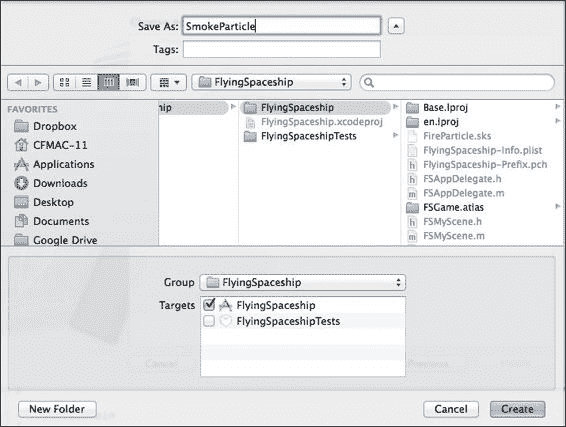 Save As: SmokeParticle
Tags:
FlyingSpaceship
FAVORITES
Dropbox
CFMAC-11
Applications
Downloads
Desktop
Documents
Google Drive
hip
FlyingSpaceship
FlyingSpaceship.xcodeproj
FlyingSpaceshipTests
Base.lproj
en.lproj
FireParticle.sks
FlyingSpaceship-Info.plist
FlyingSpaceship-Prefix.pch
FSAppDelegate.h
FSAppDelegate.m
FSGame.atlas
FSMyScene.h
FSMyScene.m
Group FlyingSpaceship
Targets FlyingSpaceship
FlyingSpaceshipTests
Cancel
Previous
New Folder
Cancel
Create